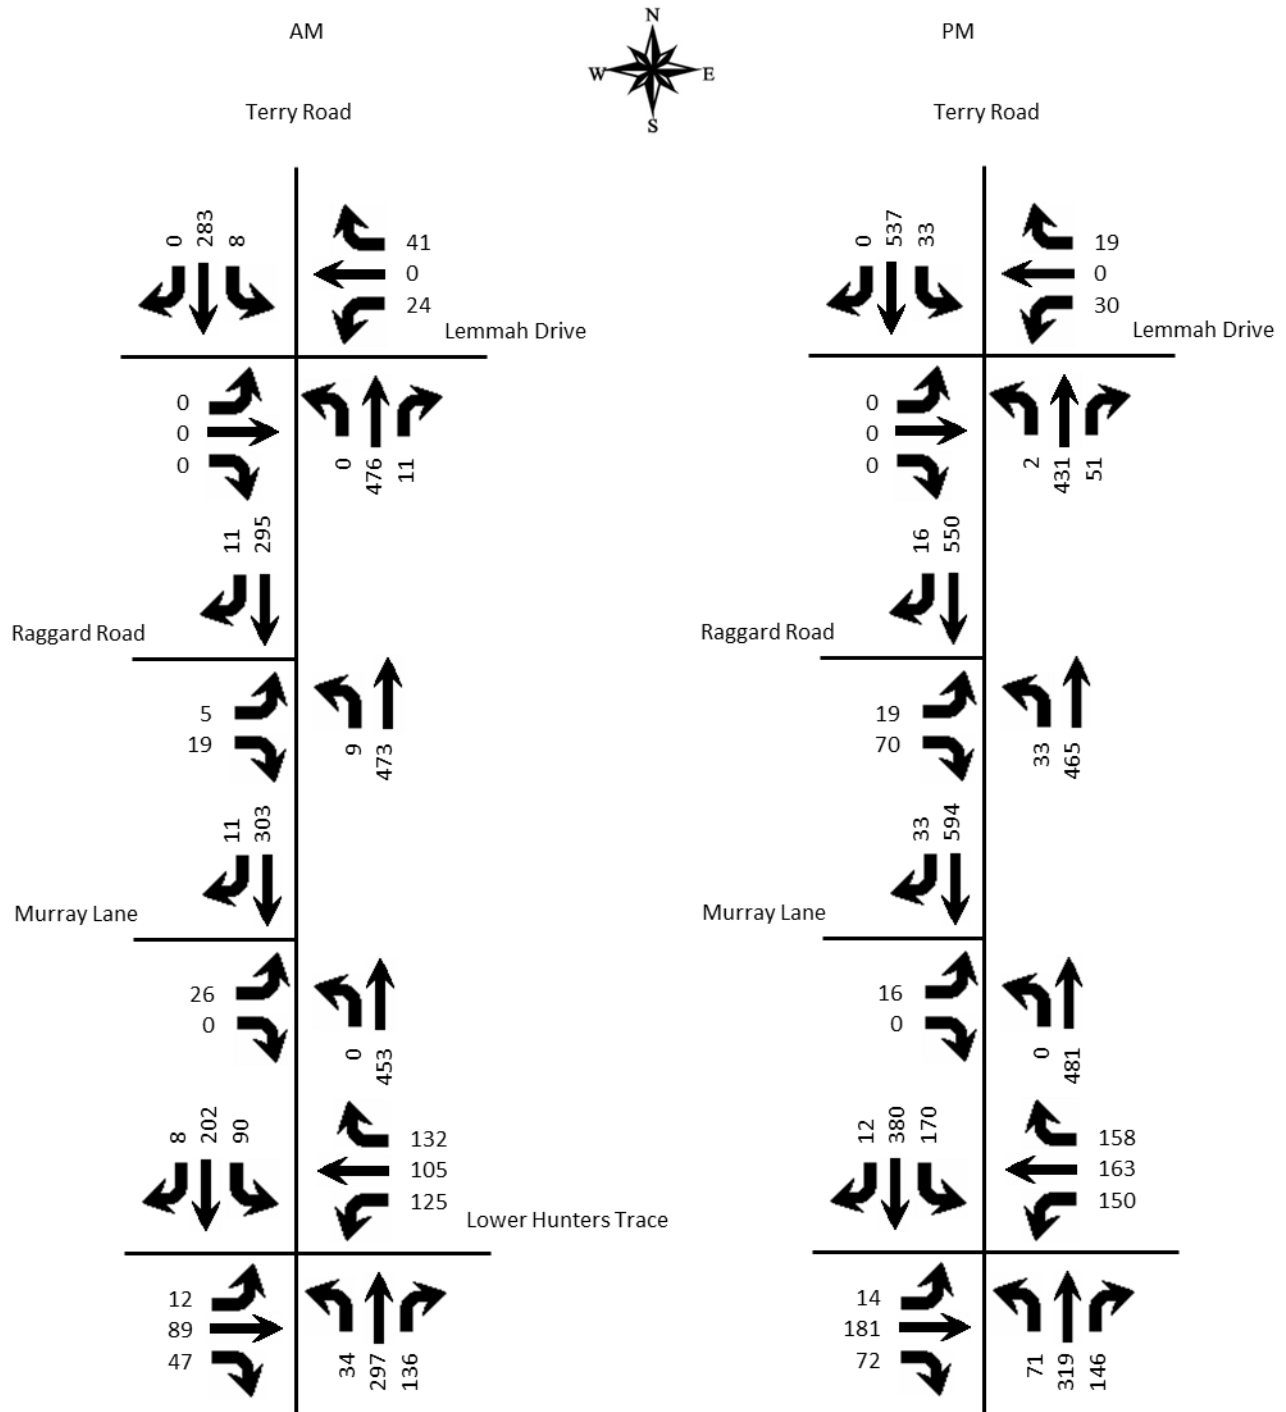 AM
N
W E
S
PM
Terry Road
Terry Road
0 283 8
41
0
24
Lemmah Drive
0
0
0
0 476 11
11 295
Raggard Road
5
19
9 473
11 303
Murray Lane
26
0
0 453
8 202 90
132
105
125
Lower Hunters Trace
12
89
47
34 297 136
0 537 33
19
0
30
Lemmah Drive
0
0
0
2 431 51
16 550
Raggard Road
19
70
33 465
33 594
Murray Lane
16
0
0 481
12 380 170
158
163
150
14
181
72
71 319 146